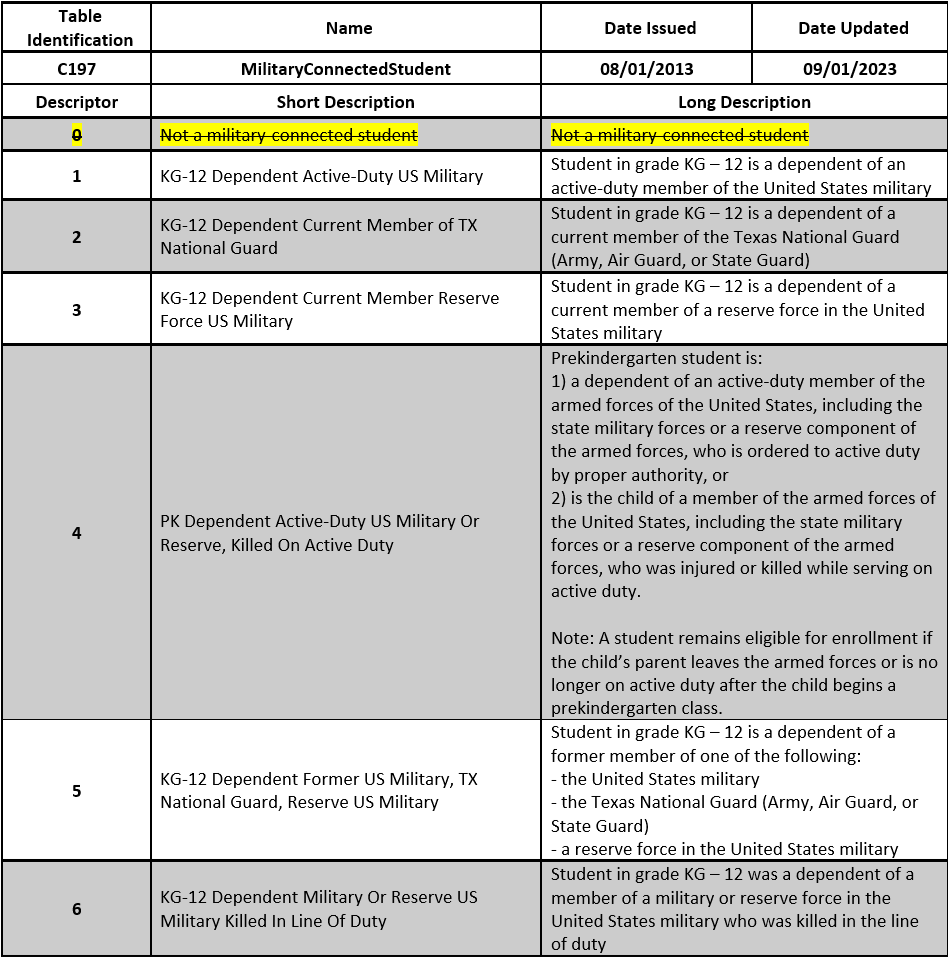 Table Identification Name Date Issued Date Updated
C197 MilitaryConnectedStudent 08/01/2013 09/01/2023
Descriptor Short Description Long Description
0 Not a military-connected student Not a military-connected student
1 KG-12 Dependent Active-Duty US Military
Student in grade KG – 12 is a dependent of an
active-duty member of the United States military
2 KG-12 Dependent Current Member of TX
National Guard
Student in grade KG – 12 is a dependent of a
current member of the Texas National Guard
(Army, Air Guard, or State Guard)
3 KG-12 Dependent Current Member Reserve
Force US Military
Student in grade KG – 12 is a dependent of a
current member of a reserve force in the United
States military
4 PK Dependent Active-Duty US Military Or
Reserve, Killed On Active Duty
Prekindergarten student is:
1) a dependent of an active-duty member of the
armed forces of the United States, including the
state military forces or a reserve component of
the armed forces, who is ordered to active duty
by proper authority, or
2) is the child of a member of the armed forces of
the United States, including the state military
forces or a reserve component of the armed
forces, who was injured or killed while serving on
active duty.
Note: A student remains eligible for enrollment if
the child’s parent leaves the armed forces or is no
longer on active duty after the child begins a
prekindergarten class.
5 KG-12 Dependent Former US Military, TX
National Guard, Reserve US Military
Student in grade KG – 12 is a dependent of a
former member of one of the following:
- the United States military
- the Texas National Guard (Army, Air Guard, or
State Guard)
- a reserve force in the United States military
6 KG-12 Dependent Military Or Reserve US
Military Killed In Line Of Duty
Student in grade KG – 12 was a dependent of a
member of a military or reserve force in the
United States military who was killed in the line
of duty